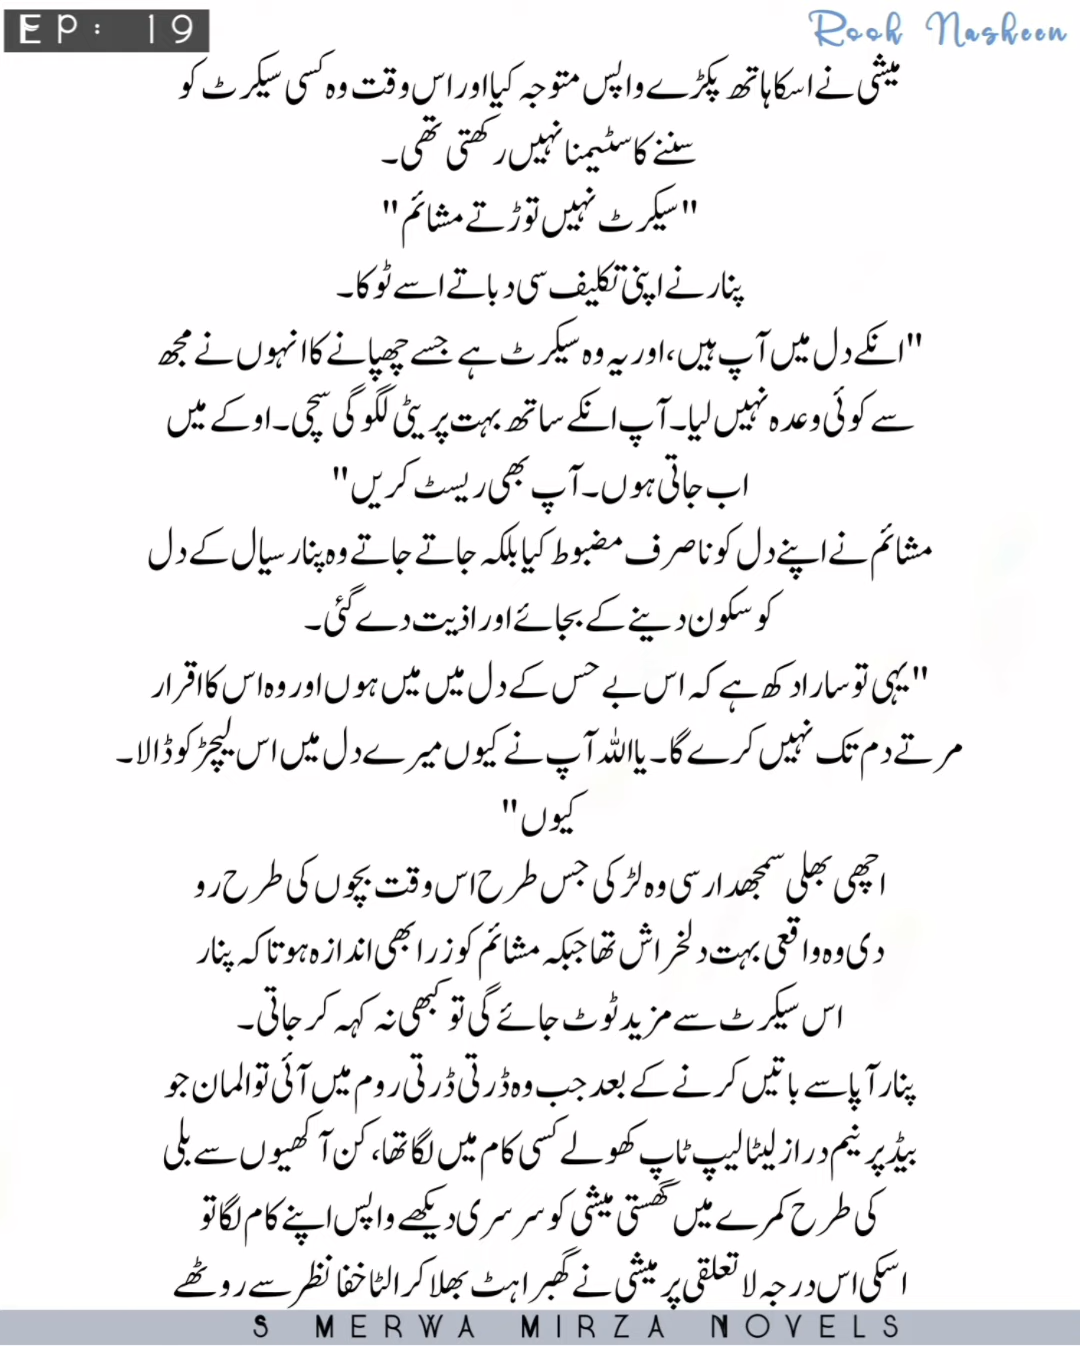 EP: 19
Rooh Nasheen
میشی نے اسکا ہاتھ پکڑے واپس متوجہ کیا اور اس وقت وہ کسی سیکرٹ کو
سننے کا سٹیمنا نہیں رکھتی تھی۔
"سیکرٹ نہیں توڑتے مشائم"
پنار نے اپنی تکلیف سی دباتے اسے ٹوکا۔
"انکے دل میں آپ ہیں، اور یہ وہ سیکرٹ ہے جسے چھپانے کا انہوں نے مجھ
سے کوئی وعدہ نہیں لیا۔ آپ انکے ساتھ بہت پریٹی لگو گی سچی۔ اوکے میں
اب جاتی ہوں۔ آپ بھی ریسٹ کریں"
مشائم نے اپنے دل کو ناصرف مضبوط کیا بلکہ جاتے جاتے وہ پنار سیال کے دل
کو سکون دینے کے بجائے اور اذیت دے گئی۔
"یہی تو سارا دکھ ہے کہ اس بے حس کے دل میں میں ہوں اور وہ اس کا اقرار
مرتے دم تک نہیں کرے گا۔ یااللہ آپ نے کیوں میرے دل میں اس لیچڑ کو ڈالا۔
کیوں"
اچھی بھلی سمجھدار سی وہ لڑکی جس طرح اس وقت بچوں کی طرح رو
دی وہ واقعی بہت دلخراش تھا جبکہ مشائم کو زرا بھی اندازہ ہوتا کہ پنار
اس سیکرٹ سے مزید ٹوٹ جائے گی تو کبھی نہ کہہ کر جاتی۔
پنار آپا سے باتیں کرنے کے بعد جب وہ ڈرتی ڈرتی روم میں آئی تو المان جو
بیڈ پر نیم دراز لیٹا لیپ ٹاپ کھولے کسی کام میں لگا تھا، کن آکھیوں سے بلی
کی طرح کمرے میں گھستی میشی کو سرسری دیکھے واپس اپنے کام لگا تو
اسکی اس درجہ لا تعلقی پر میشی نے گھبراہٹ بھلا کر الٹا خفا نظر سے روٹھے
S MERWA MIRZA NOVELS